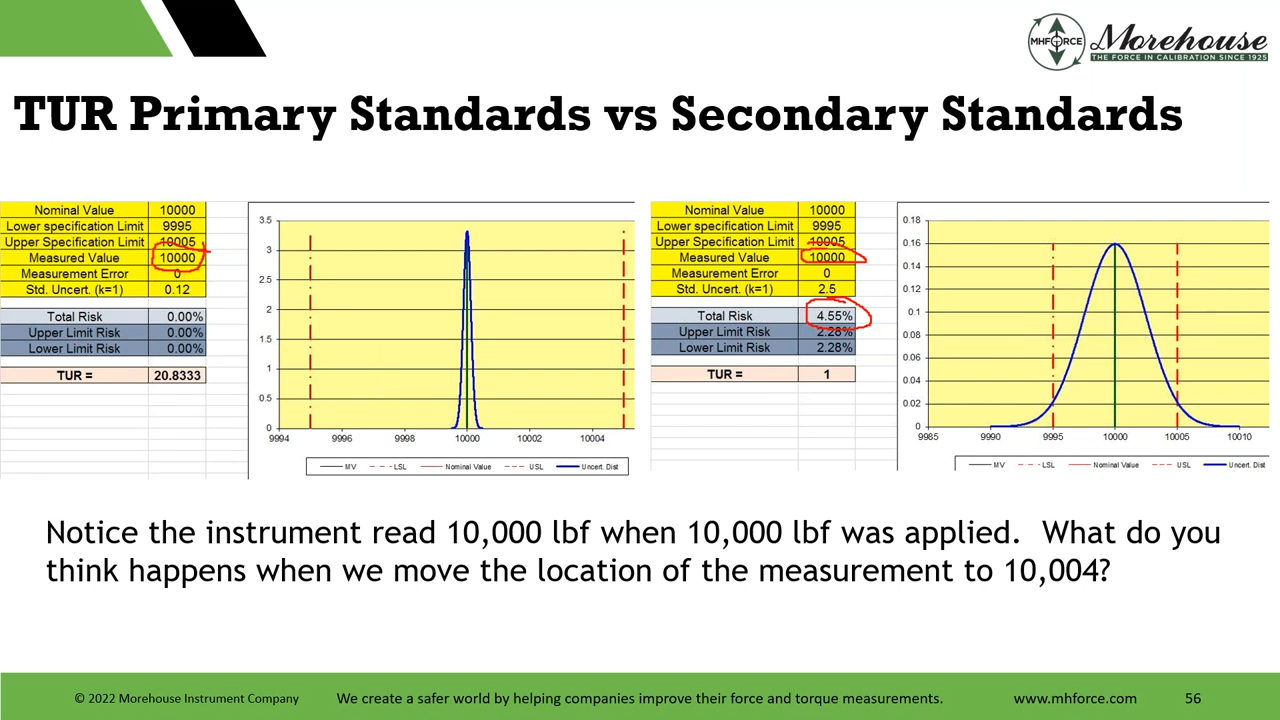 MHFORCE
Morehouse
THE FORCE IN CALIBRATION SINCE 1925
TUR Primary Standards vs Secondary Standards
Nominal Value 10000
Lower specification Limit 9995
Upper Specification Limit 10005
Measured Value 10000
Measurement Error 0
Std. Uncert. (k=1) 0.12
Total Risk 0.00%
Upper Limit Risk 0.00%
Lower Limit Risk 0.00%
TUR = 20.8333
3.5
3
2.5
2
1.5
1
0.5
0
9994 9996 9998 10000 10002 10004
MV LSL Nominal Value USL Uncert. Dist
Nominal Value 10000
Lower specification Limit 9995
Upper Specification Limit 10005
Measured Value 10000
Measurement Error 0
Std. Uncert. (k=1) 2.5
Total Risk 4.55%
Upper Limit Risk 2.28%
Lower Limit Risk 2.28%
TUR = 1
0.18
0.16
0.14
0.12
0.1
0.08
0.06
0.04
0.02
0
9985 9990 9995 10000 10005 10010
MV LSL Nominal Value USL Uncert. Dist
Notice the instrument read 10,000 lbf when 10,000 lbf was applied. What do you
think happens when we move the location of the measurement to 10,004?
© 2022 Morehouse Instrument Company We create a safer world by helping companies improve their force and torque measurements. www.mhforce.com 56